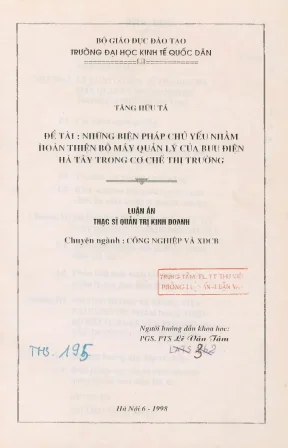 BỘ GIÁO DỤC ĐÀO TẠO
TRƯỜNG ĐẠI HỌC KINH TẾ QUỐC DÂN
TĂNG HỮU TÁ
ĐỀ TÀI : NHỮNG BIỆN PHÁP CHỦ YẾU NHẰM
HOÀN THIỆN BỘ MÁY QUẢN LÝ CỦA BƯU ĐIỆN
HÀ TÂY TRONG CƠ CHẾ THỊ TRƯỜNG
LUẬN ÁN
THẠC SĨ QUẢN TRỊ KINH DOANH
Chuyên ngành : CÔNG NGHIỆP VÀ XDCB
TRUNG TÂM
PHÒNG
Người hướng dẫn khoa học:
PGS. PTS Lê Văn Tâm
ThS. 195
Hà Nội 6 - 1998